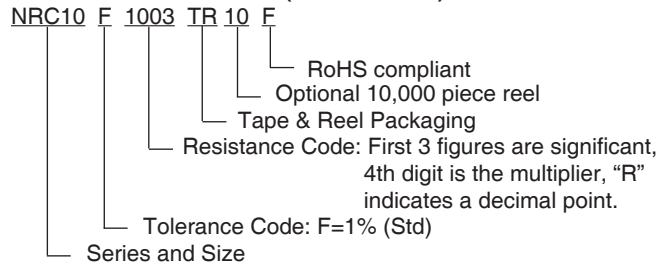 NRC10 F 1003 TR 10 F
RoHS compliant
Optional 10,000 piece reel
Tape & Reel Packaging
Resistance Code: First 3 figures are significant,
4th digit is the multiplier, “R”
indicates a decimal point.
Tolerance Code: F=1% (Std)
Series and Size